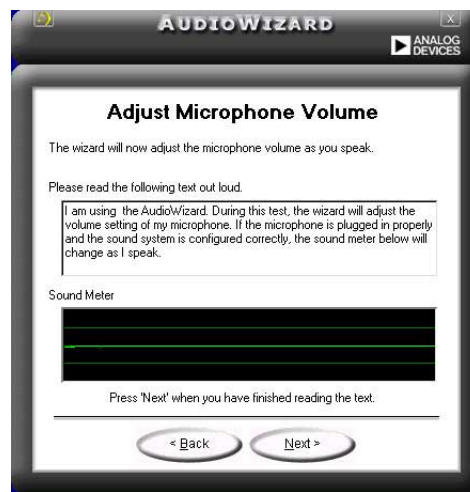 AUDIOWIZARD
X
ANALOG
DEVICES
Adjust Microphone Volume
The wizard will now adjust the microphone volume as you speak.
Please read the following text out loud.
I am using the AudioWizard. During this test, the wizard will adjust the
volume setting of my microphone. If the microphone is plugged in properly
and the sound system is configured correctly, the sound meter below will
change as I speak.
Sound Meter
Press 'Next' when you have finished reading the text.
< Back Next >